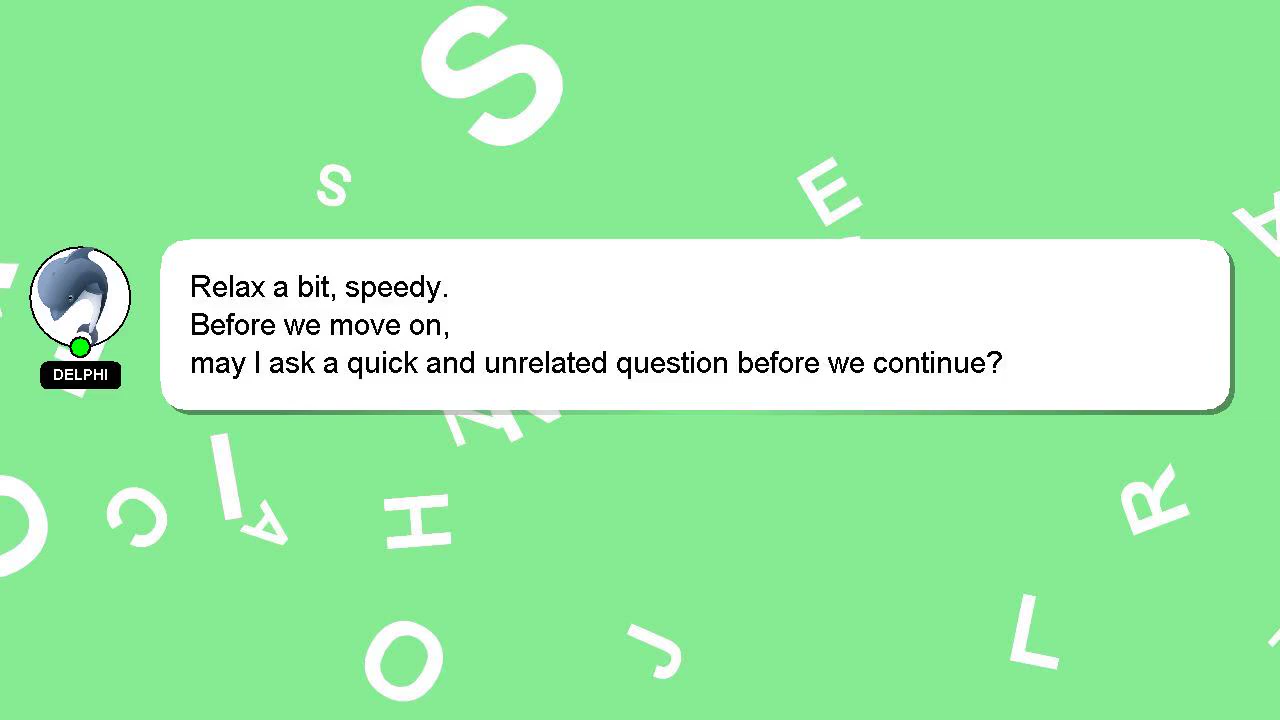 S
S
E
A
Relax a bit, speedy.
Before we move on,
may I ask a quick and unrelated question before we continue?
DELPHI
N
I
C
A
H
R
O
J
L